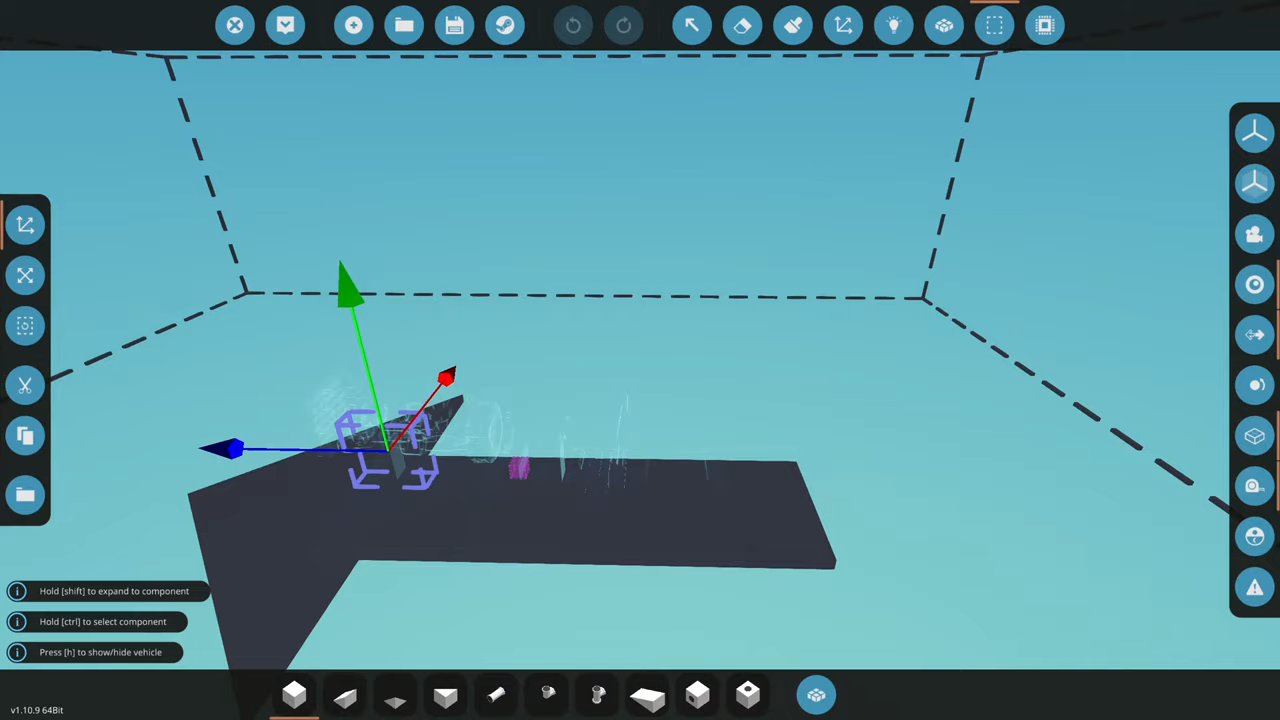 Hold [shift] to expand to component
Hold [ctrl] to select component
Press [h] to show/hide vehicle
v1.10.9 64Bit